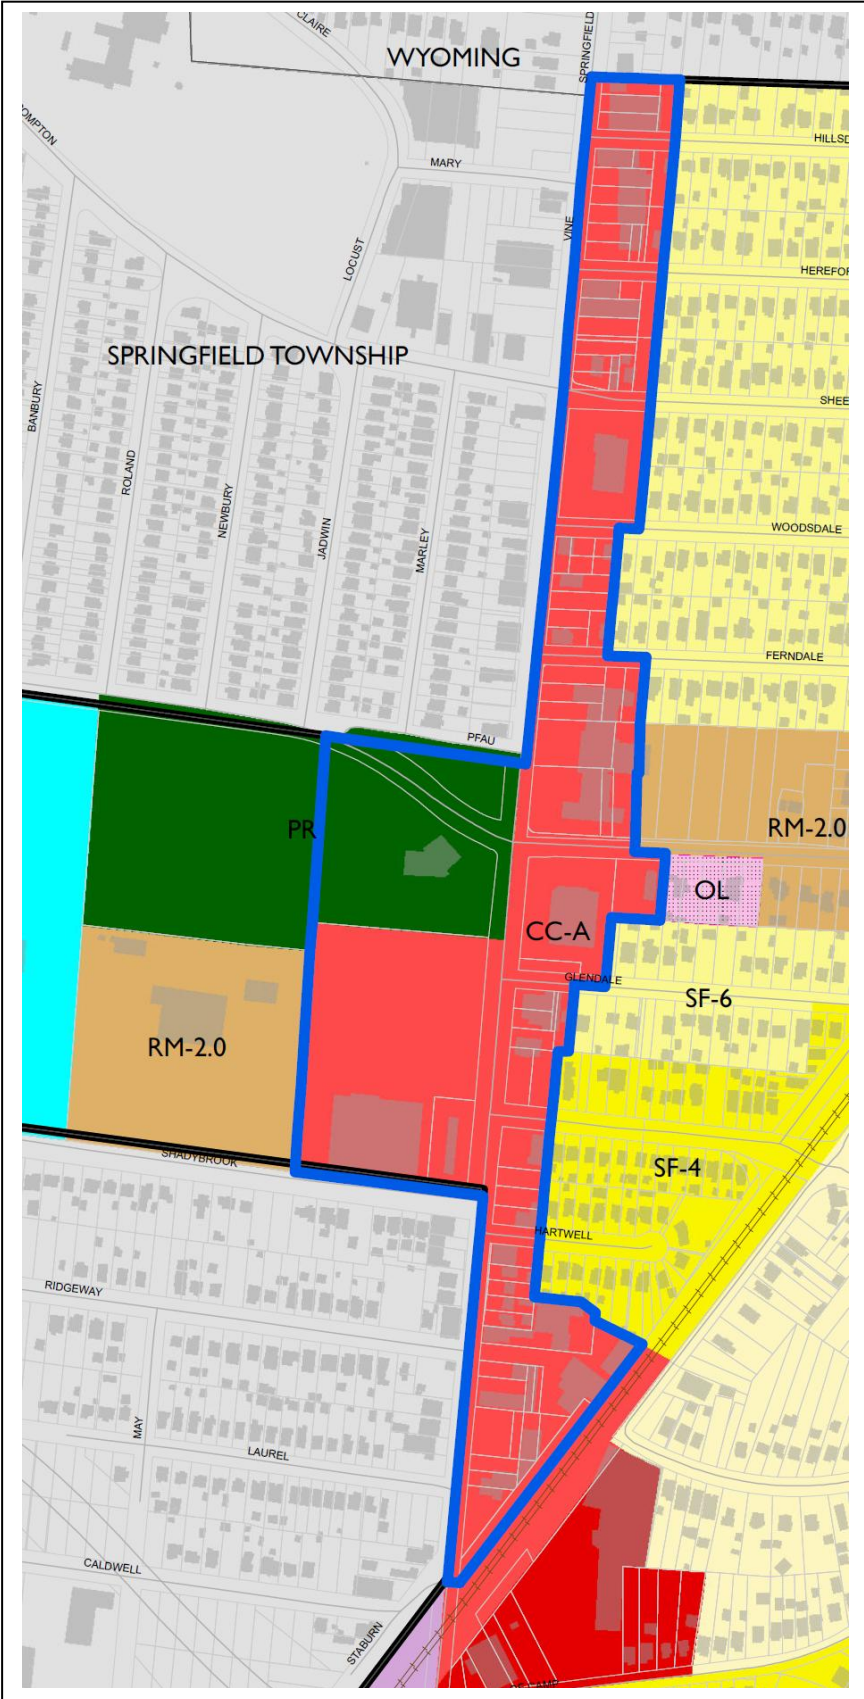 CLAIRE
SPRINGFIELD
WYOMING
OMPTON
HILLSD
MARY
VINE
LOCUST
HEREFOR
SPRINGFIELD TOWNSHIP
BANBURY
SHEE
ROLAND
NEWBURY
JADWIN
MARLEY
WOODSDALE
FERNDALE
PFAU
PR
RM-2.0
OL
CC-A
GLENDALE
SF-6
RM-2.0
SHADYBROOK
SF-4
HARTWELL
RIDGEWAY
MAY
LAUREL
CALDWELL
STABURN